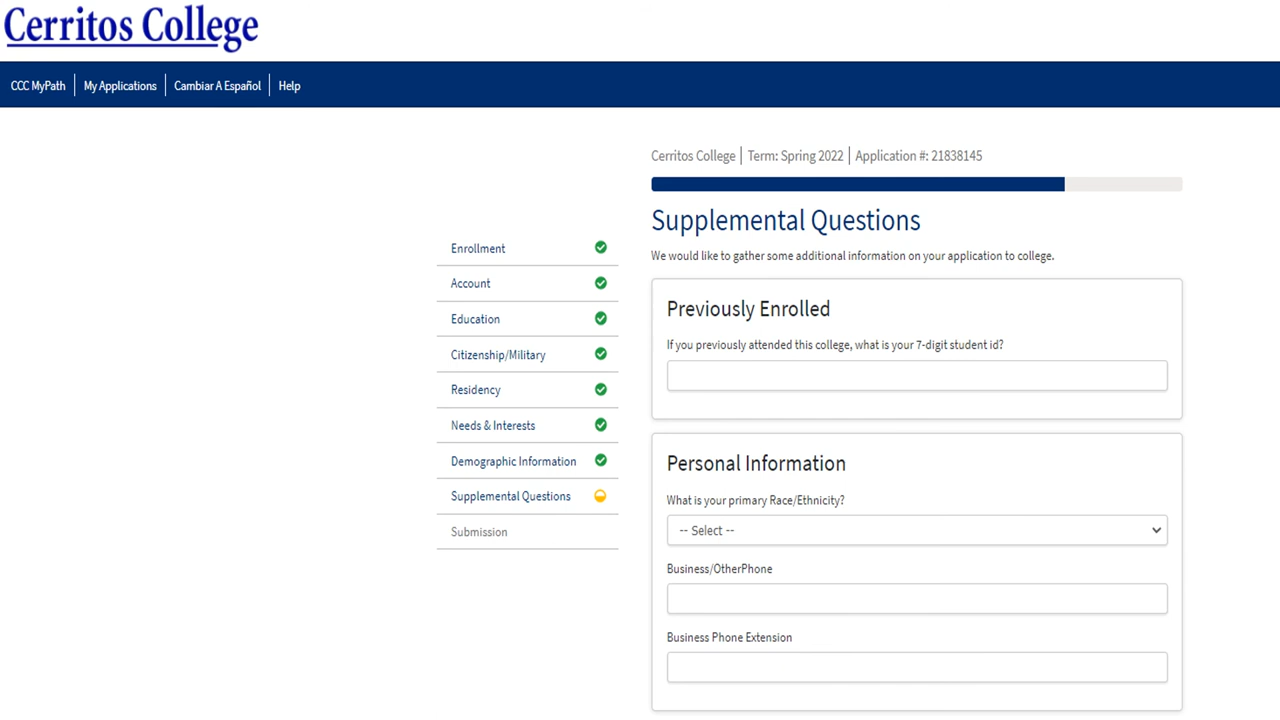 Cerritos College
CCC MyPath
My Applications
Cambiar A Español
Help
Cerritos College | Term: Spring 2022 | Application #: 21838145
Enrollment
Account
Education
Citizenship/Military
Residency
Needs & Interests
Demographic Information
Supplemental Questions
Submission
Supplemental Questions
We would like to gather some additional information on your application to college.
Previously Enrolled
If you previously attended this college, what is your 7-digit student id?
Personal Information
What is your primary Race/Ethnicity?
-- Select --
Business/OtherPhone
Business Phone Extension